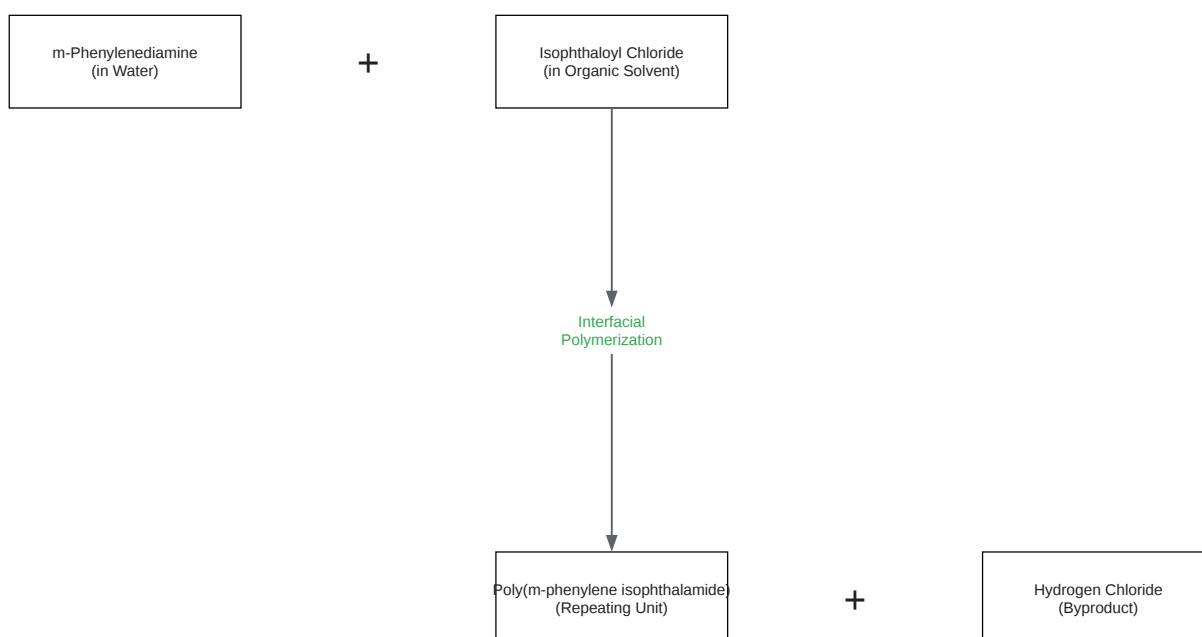 m-Phenylenediamine
(in Water)
+
Isophthaloyl Chloride
(in Organic Solvent)
Interfacial
Polymerization
Poly(m-phenylene isophthalamide)
(Repeating Unit)
+
Hydrogen Chloride
(Byproduct)